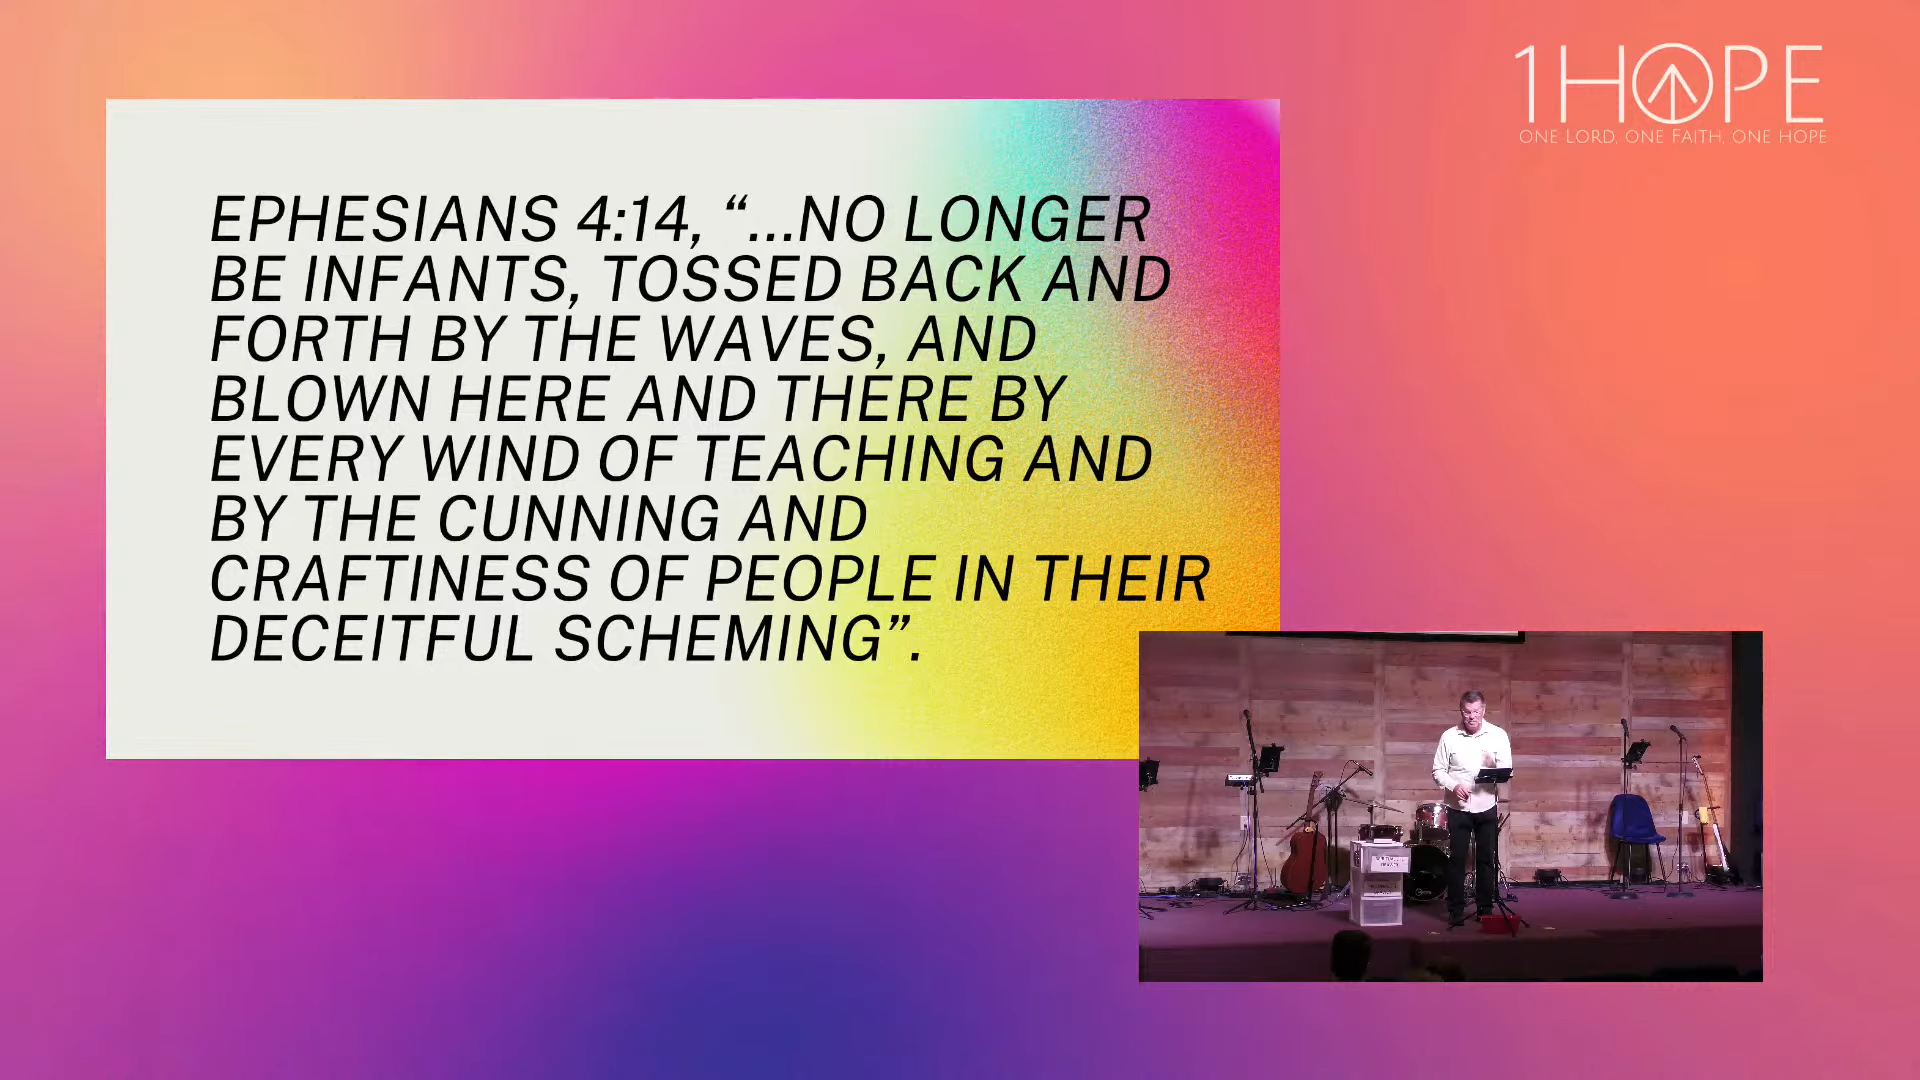 1HOPE
ONE LORD, ONE FAITH, ONE HOPE
EPHESIANS 4:14, “...NO LONGER
BE INFANTS, TOSSED BACK AND
FORTH BY THE WAVES, AND
BLOWN HERE AND THERE BY
EVERY WIND OF TEACHING AND
BY THE CUNNING AND
CRAFTINESS OF PEOPLE IN THEIR
DECEITFUL SCHEMING”.